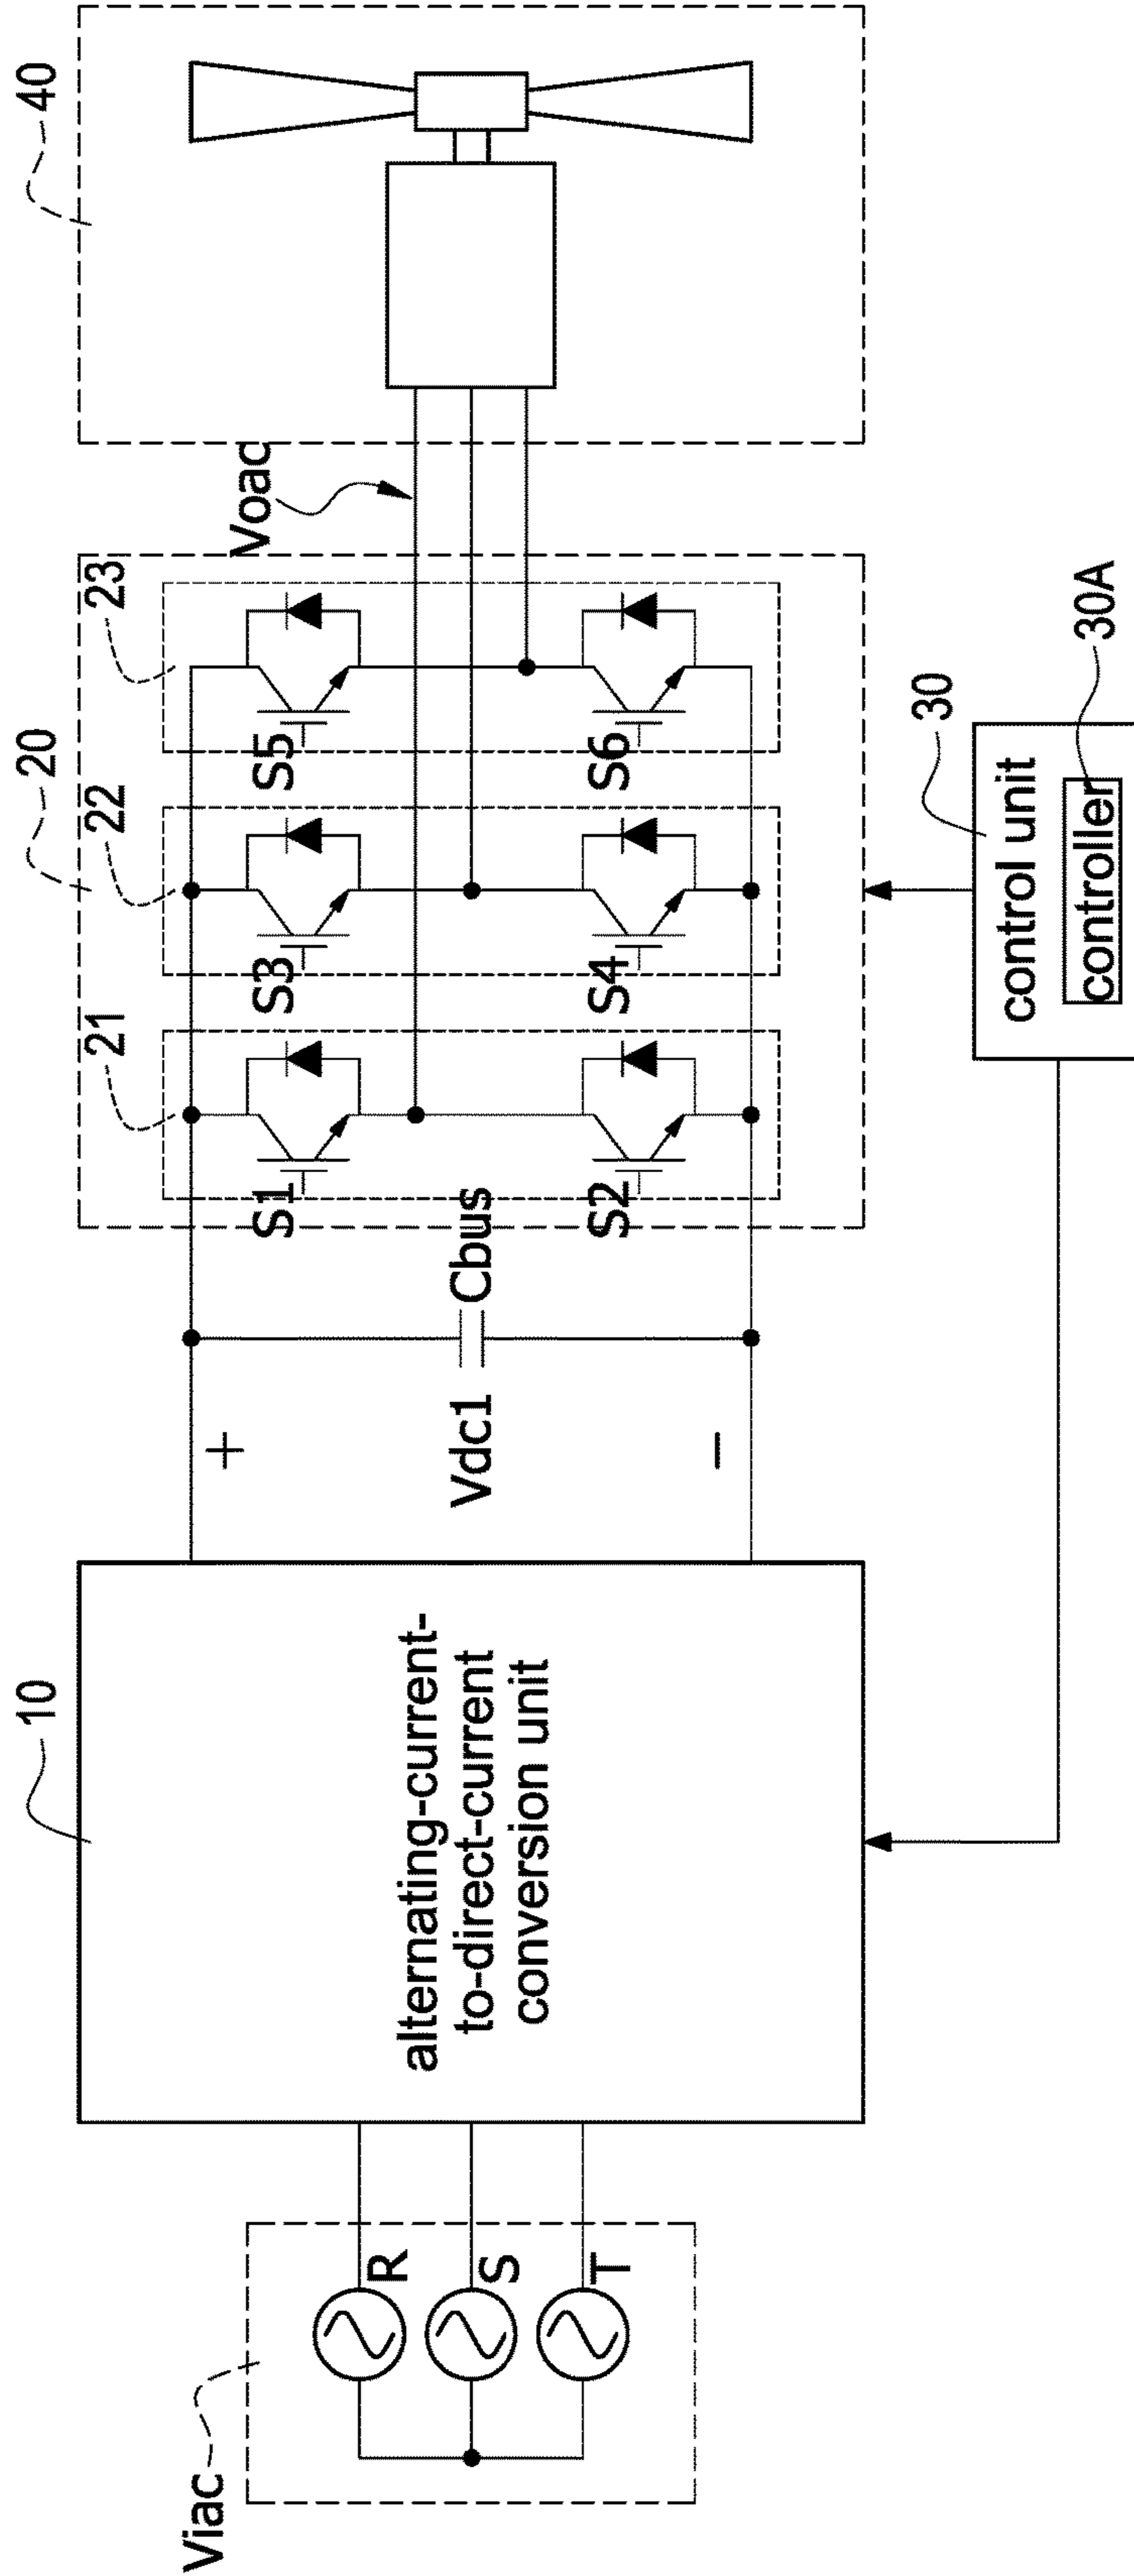 Viac
R
S
T
10
alternating-current-
to-direct-current
conversion unit
+
Vdc1
−
Cbus
20
21
22
23
S1
S3
S5
S2
S4
S6
Voac
40
30
control unit
controller
30A